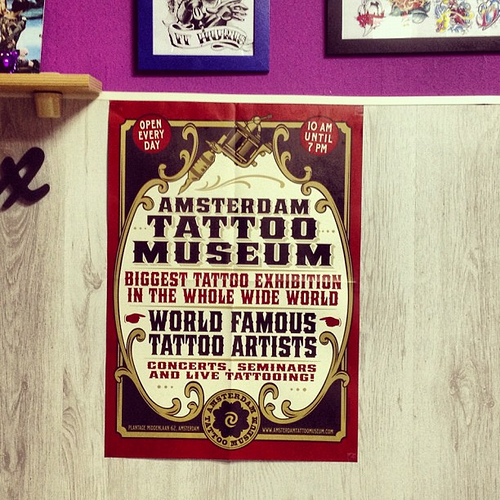 OPEN
EVERY
DAY
10 AM
UNTIL
7 PM
AMSTERDAM
TATTOO
MUSEUM
BIGGEST TATTOO EXHIBITION
IN THE WHOLE WIDE WORLD
WORLD FAMOUS
TATTOO ARTISTS
CONCERTS, SEMINARS
AND LIVE TATTOOING!
AMSTERDAM
TATTOO MUSEUM
PLANTAGE MIDDENLAAN 62, AMSTERDAM
WWW.AMSTERDAMTATTOOMUSEUM.COM